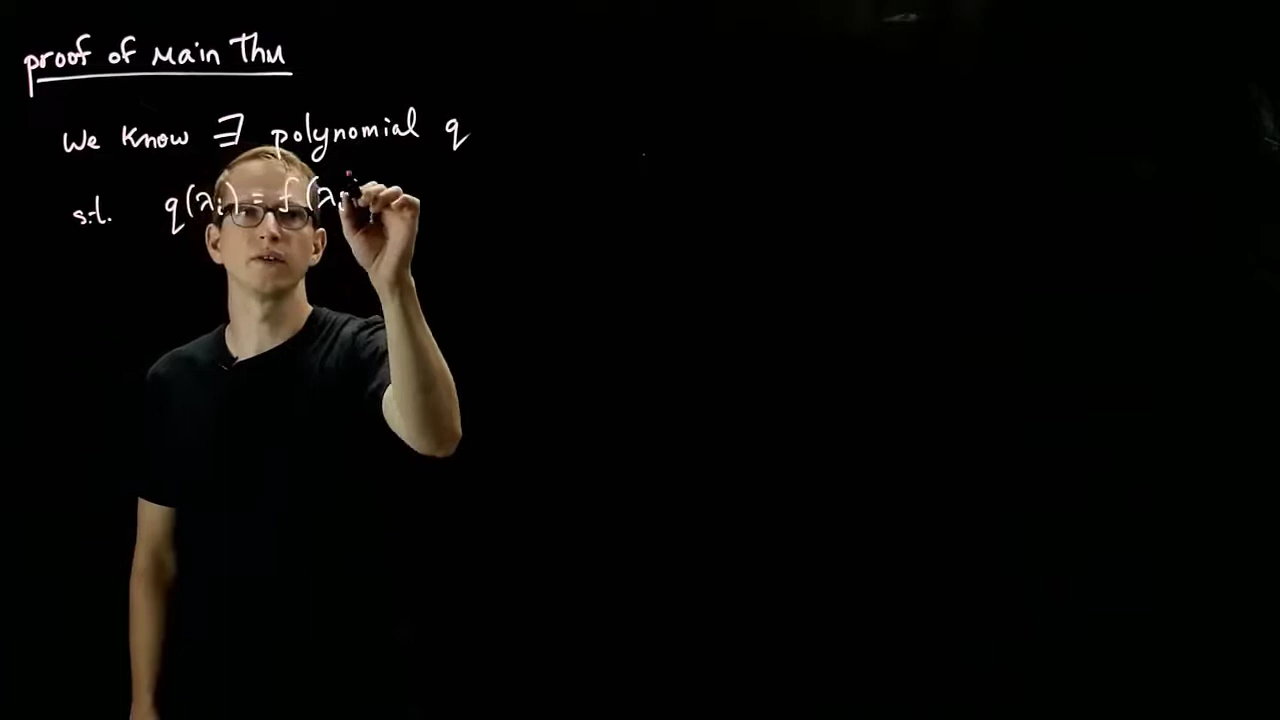 proof of Main Thm
We know ∃ polynomial q
s.t. q(λi) = f(λi